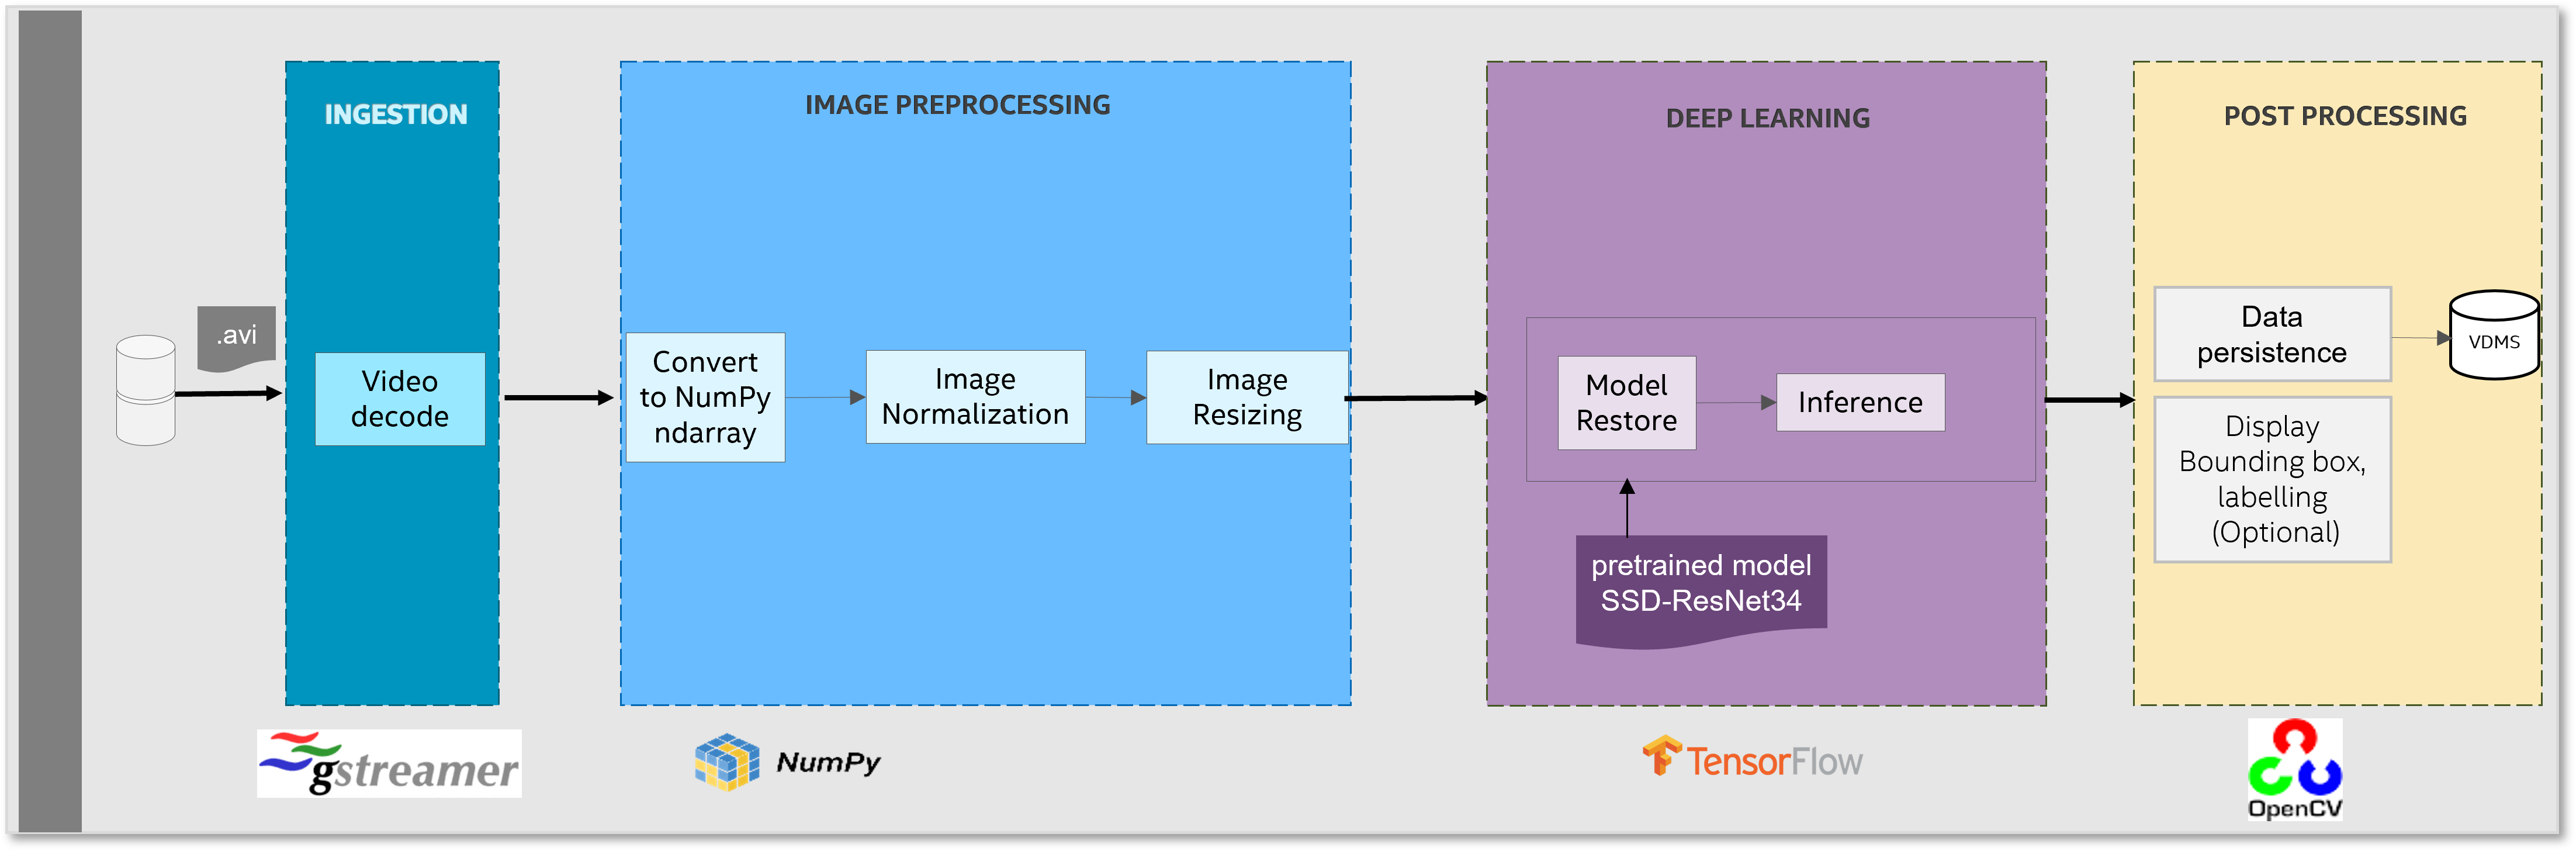 INGESTION
IMAGE PREPROCESSING
DEEP LEARNING
POST PROCESSING
.avi
Video
decode
Convert
to NumPy
ndarray
Image
Normalization
Image
Resizing
Model
Restore
Inference
pretrained model
SSD-ResNet34
Data
persistence
VDMS
Display
Bounding box,
labelling
(Optional)
gstreamer
NumPy
TensorFlow
OpenCV